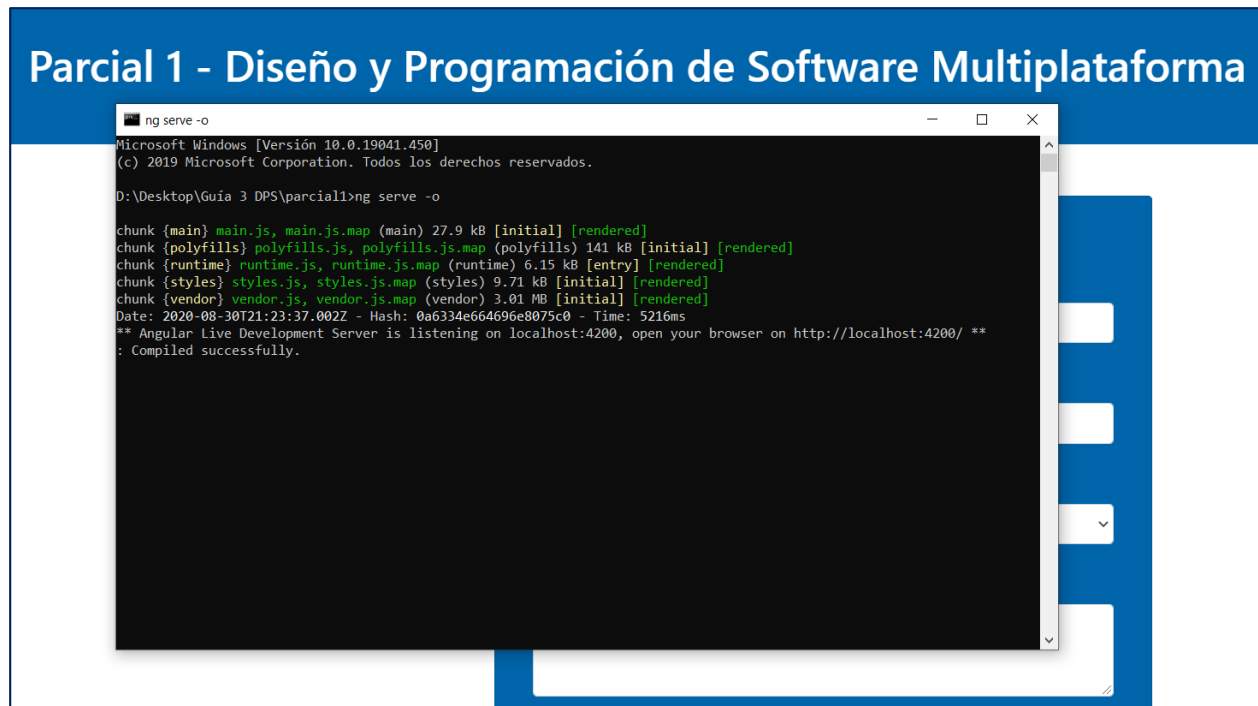 Parcial 1 - Diseño y Programación de Software Multiplataforma
ng serve -o
Microsoft Windows [Versión 10.0.19041.450]
(c) 2019 Microsoft Corporation. Todos los derechos reservados.
D:\Desktop\Guía 3 DPS\parcial1>ng serve -o
chunk {main} main.js, main.js.map (main) 27.9 kB [initial] [rendered]
chunk {polyfills} polyfills.js, polyfills.js.map (polyfills) 141 kB [initial] [rendered]
chunk {runtime} runtime.js, runtime.js.map (runtime) 6.15 kB [entry] [rendered]
chunk {styles} styles.js, styles.js.map (styles) 9.71 kB [initial] [rendered]
chunk {vendor} vendor.js, vendor.js.map (vendor) 3.01 MB [initial] [rendered]
Date: 2020-08-30T21:23:37.002Z - Hash: 0a6334e664696e8075c0 - Time: 5216ms
** Angular Live Development Server is listening on localhost:4200, open your browser on http://localhost:4200/ **
: Compiled successfully.